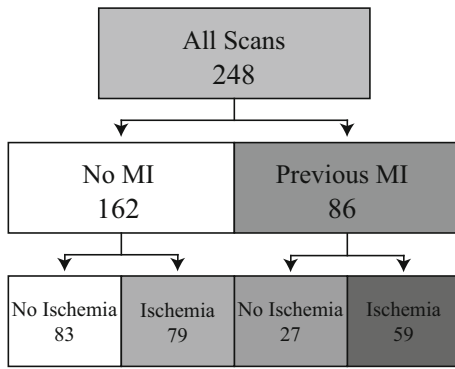 All Scans
248
No MI
162
Previous MI
86
No Ischemia
83
Ischemia
79
No Ischemia
27
Ischemia
59